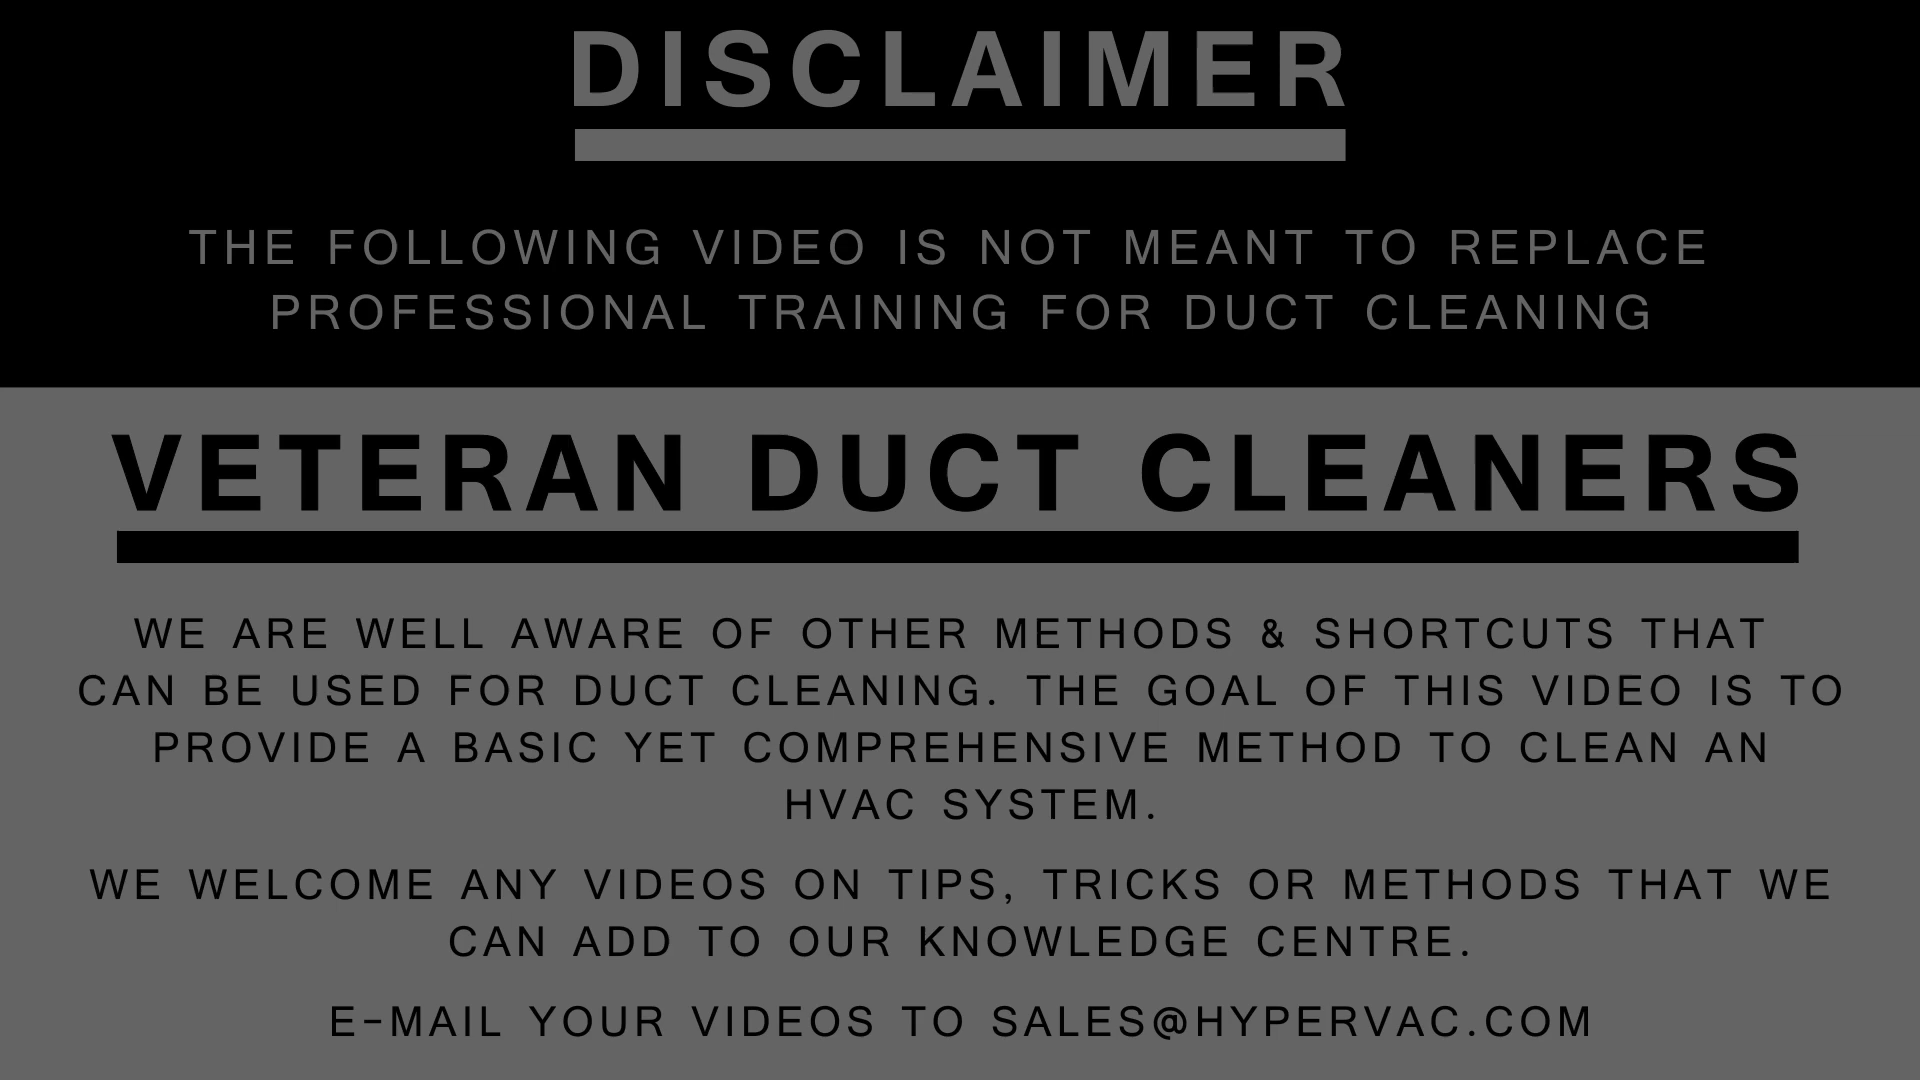 DISCLAIMER
THE FOLLOWING VIDEO IS NOT MEANT TO REPLACE
PROFESSIONAL TRAINING FOR DUCT CLEANING
VETERAN DUCT CLEANERS
WE ARE WELL AWARE OF OTHER METHODS & SHORTCUTS THAT
CAN BE USED FOR DUCT CLEANING. THE GOAL OF THIS VIDEO IS TO
PROVIDE A BASIC YET COMPREHENSIVE METHOD TO CLEAN AN
HVAC SYSTEM.
WE WELCOME ANY VIDEOS ON TIPS, TRICKS OR METHODS THAT WE
CAN ADD TO OUR KNOWLEDGE CENTRE.
E-MAIL YOUR VIDEOS TO SALES@HYPERVAC.COM